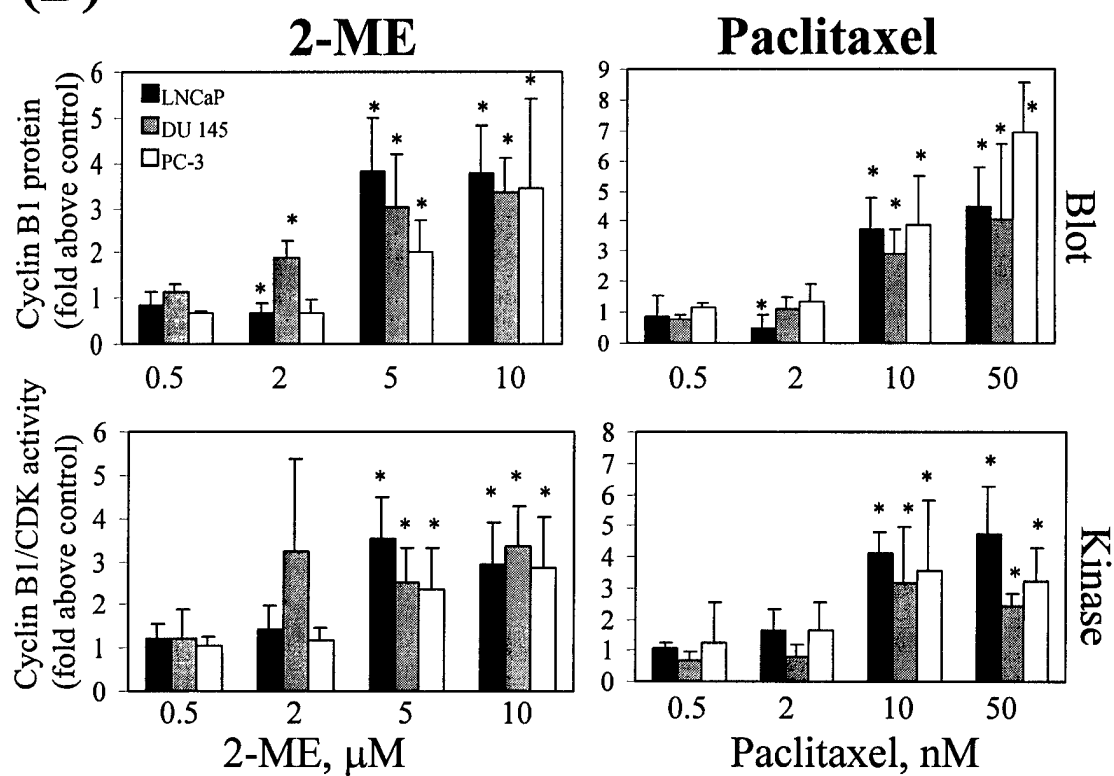 2-ME
Paclitaxel
Cyclin B1 protein
(fold above control)
6
5
4
3
2
1
0
LNCaP
DU 145
PC-3
* * * * * * * *
0.5 2 5 10
9
8
7
6
5
4
3
2
1
0
* * * * * * *
0.5 2 10 50
Blot
Cyclin B1/CDK activity
(fold above control)
6
5
4
3
2
1
0
* * * * * *
0.5 2 5 10
2-ME, μM
8
7
6
5
4
3
2
1
0
* * * * * *
0.5 2 10 50
Paclitaxel, nM
Kinase